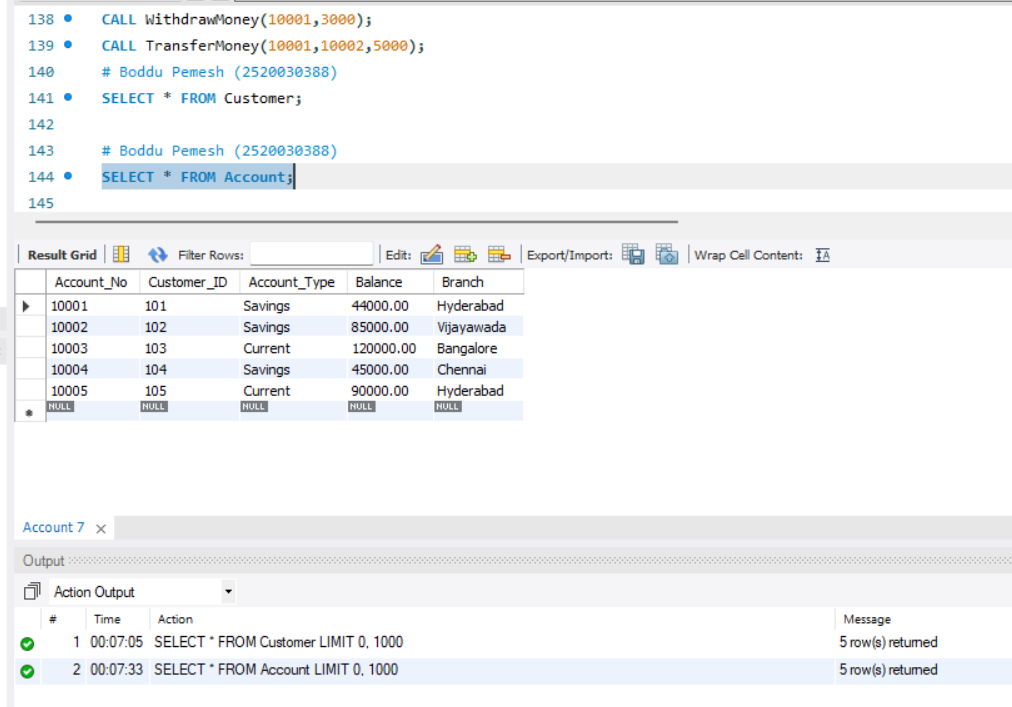 138 CALL WithdrawMoney(10001,3000);
139 CALL TransferMoney(10001,10002,5000);
140 # Boddu Pemesh (2520030388)
141 SELECT * FROM Customer;
142
143 # Boddu Pemesh (2520030388)
144 SELECT * FROM Account;
145
Result Grid Filter Rows: Edit: Export/Import: Wrap Cell Content: IA
Account_No Customer_ID Account_Type Balance Branch
10001 101 Savings 44000.00 Hyderabad
10002 102 Savings 85000.00 Vijayawada
10003 103 Current 120000.00 Bangalore
10004 104 Savings 45000.00 Chennai
10005 105 Current 90000.00 Hyderabad
NULL NULL NULL NULL NULL
Account 7
Output
Action Output
# Time Action Message
1 00:07:05 SELECT * FROM Customer LIMIT 0, 1000 5 row(s) returned
2 00:07:33 SELECT * FROM Account LIMIT 0, 1000 5 row(s) returned